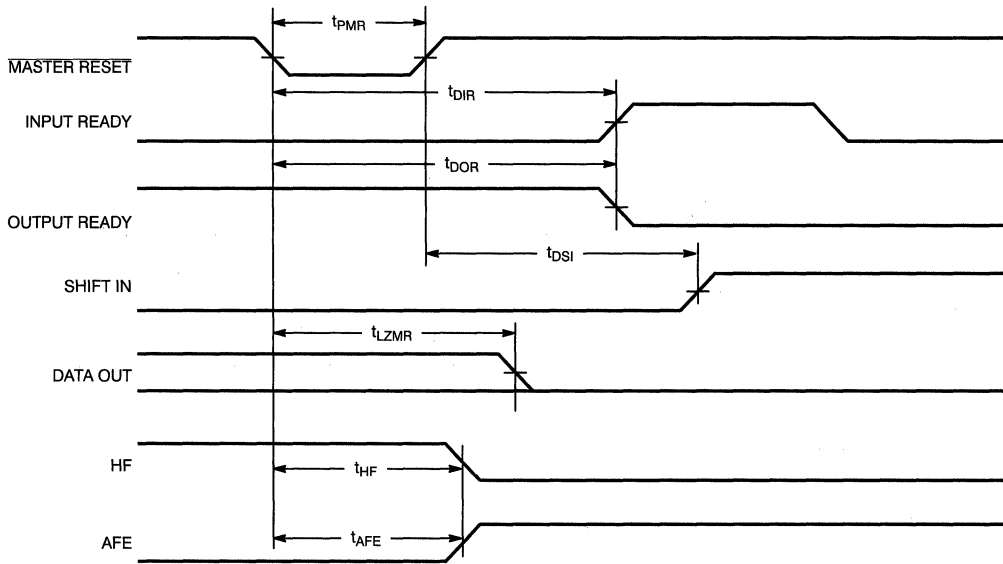 tPMR
MASTER RESET
tDIR
INPUT READY
tDOR
OUTPUT READY
tDSI
SHIFT IN
tLZMR
DATA OUT
HF
tHF
AFE
tAFE